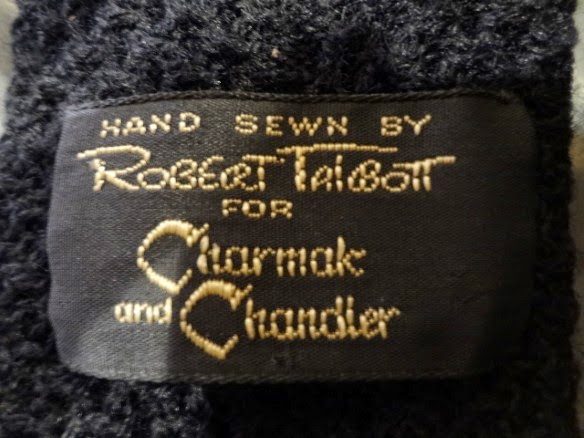 HAND SEWN BY
ROBERT TALBOTT
FOR
Charmak
and Chandler